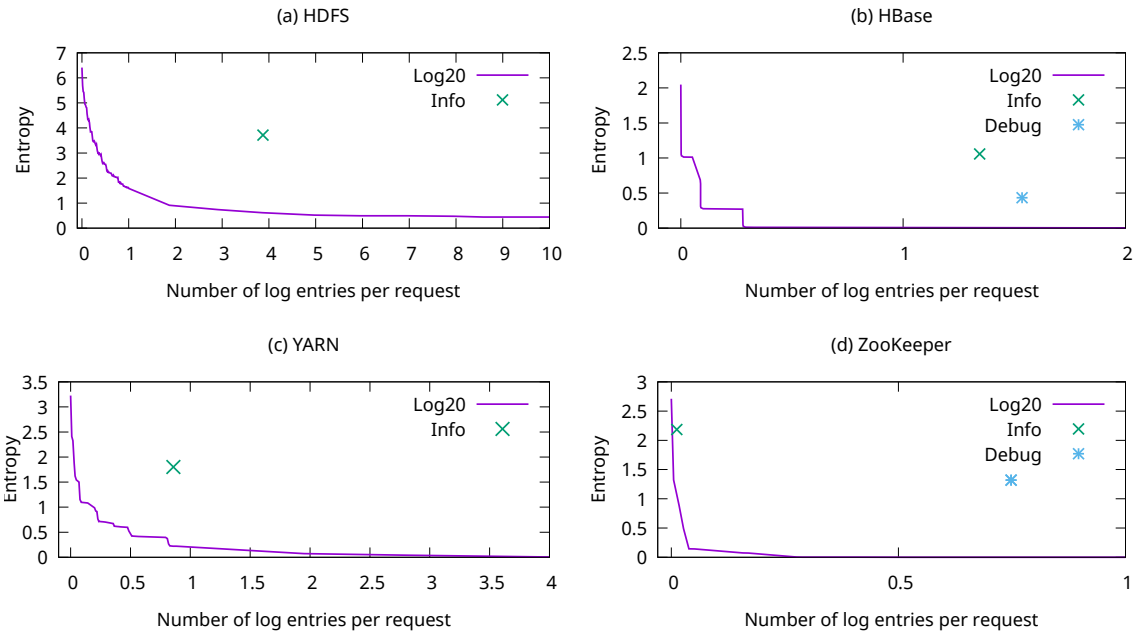 (a) HDFS
7
6
5
4
3
2
1
0
Entropy
Log20
Info
0 1 2 3 4 5 6 7 8 9 10
Number of log entries per request
(b) HBase
2.5
2
1.5
1
0.5
0
Entropy
Log20
Info
Debug
0 1 2
Number of log entries per request
(c) YARN
3.5
3
2.5
2
1.5
1
0.5
0
Entropy
Log20
Info
0 0.5 1 1.5 2 2.5 3 3.5 4
Number of log entries per request
(d) ZooKeeper
3
2.5
2
1.5
1
0.5
0
Entropy
Log20
Info
Debug
0 0.5 1
Number of log entries per request